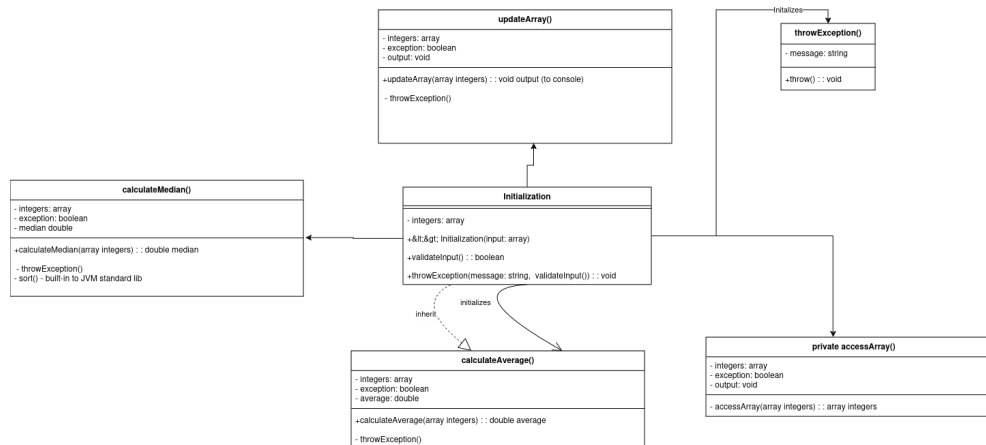 updateArray()
- integers: array
- exception: boolean
- output: void
+updateArray(array integers) : : void output (to console)
- throwException()
Initalizes
throwException()
- message: string
+throw() : : void
calculateMedian()
- integers: array
- exception: boolean
- median double
+calculateMedian(array integers) : : double median
- throwException()
- sort() - built-in to JVM standard lib
Initialization
- integers: array
+&lt;&gt; Initialization(input: array)
+validateInput() : : boolean
+throwException(message: string, validateInput()) : : void
inherit
initializes
calculateAverage()
- integers: array
- exception: boolean
- average: double
+calculateAverage(array integers) : : double average
- throwException()
private accessArray()
- integers: array
- exception: boolean
- output: void
- accessArray(array integers) : : array integers